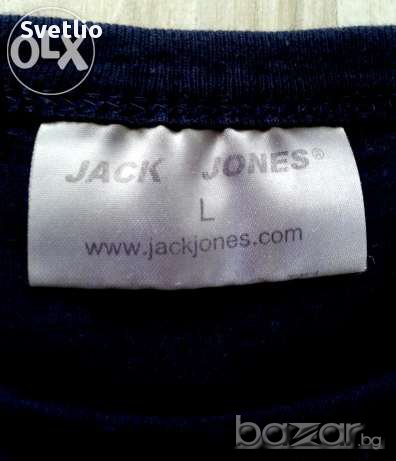 Svetlio
OLX
JACK JONES®
L
www.jackjones.com
bazar.bg